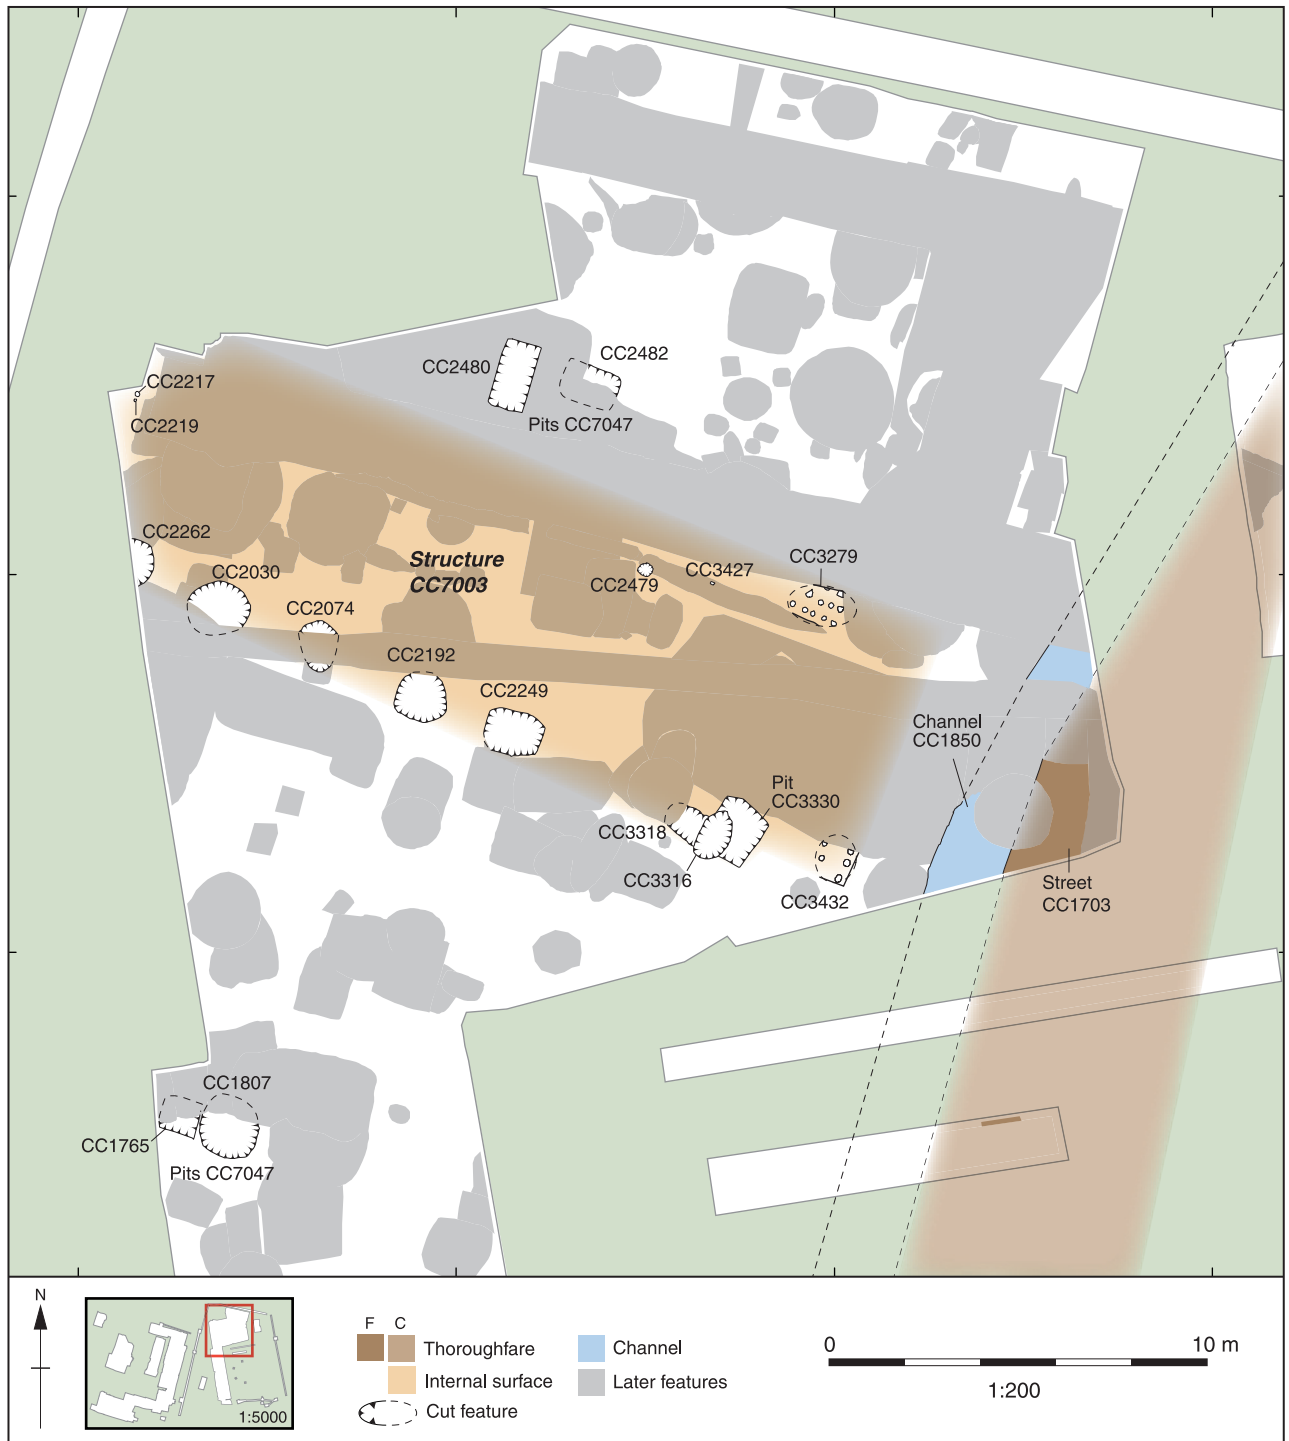 CC2480
CC2482
CC2217
CC2219
Pits CC7047
CC2262
CC2030
CC2074
Structure
CC7003
CC2479
CC3427
CC3279
CC2192
CC2249
Channel
CC1850
Pit
CC3330
CC3318
CC3316
CC3432
Street
CC1703
CC1807
CC1765
Pits CC7047
N
1:5000
F C
Thoroughfare
Internal surface
Cut feature
Channel
Later features
0 10 m
1:200